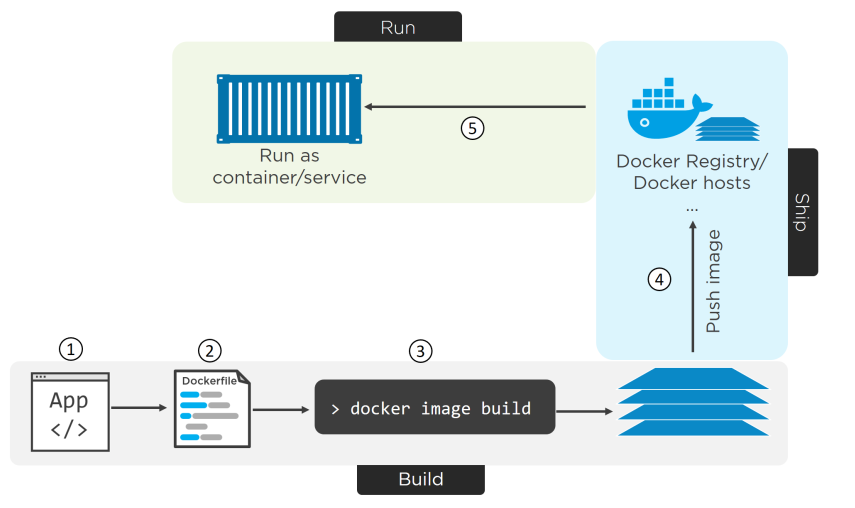 Run
Run as
container/service
⑤
Docker Registry/
Docker hosts
...
Ship
④
Push image
①
②
③
App
</>
Dockerfile
> docker image build
Build